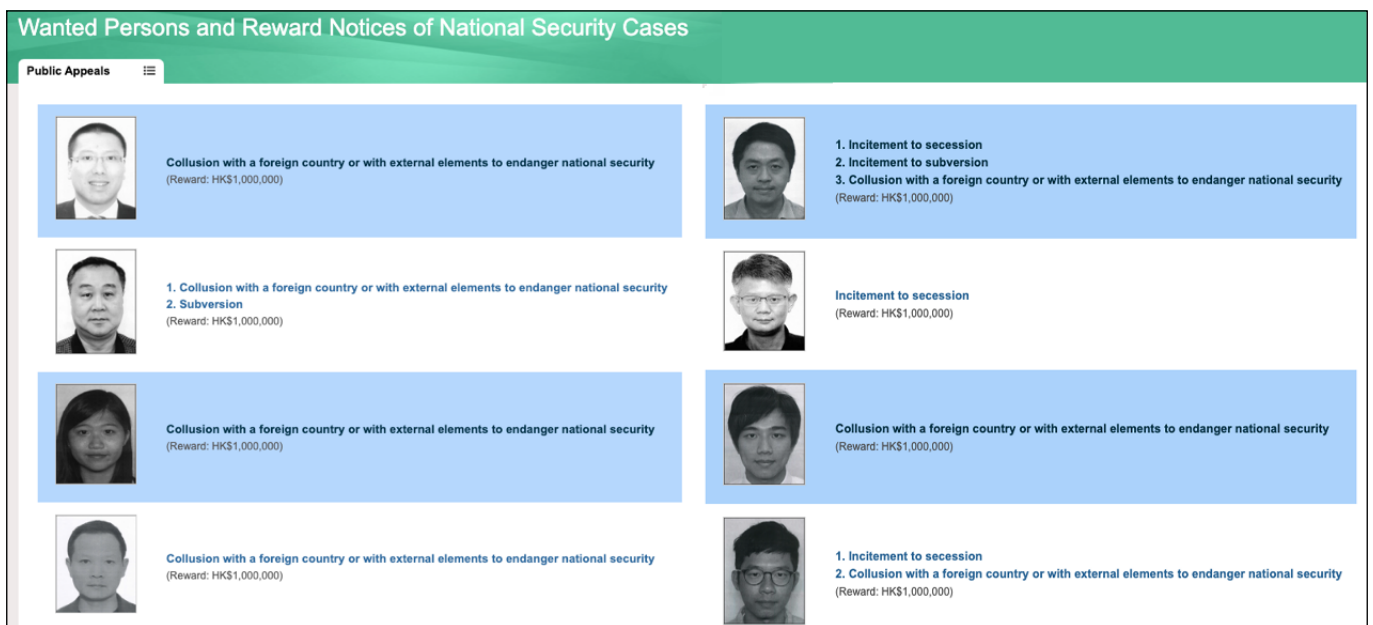 Wanted Persons and Reward Notices of National Security Cases
Public Appeals
Collusion with a foreign country or with external elements to endanger national security
(Reward: HK$1,000,000)
1. Incitement to secession
2. Incitement to subversion
3. Collusion with a foreign country or with external elements to endanger national security
(Reward: HK$1,000,000)
1. Collusion with a foreign country or with external elements to endanger national security
2. Subversion
(Reward: HK$1,000,000)
Incitement to secession
(Reward: HK$1,000,000)
Collusion with a foreign country or with external elements to endanger national security
(Reward: HK$1,000,000)
Collusion with a foreign country or with external elements to endanger national security
(Reward: HK$1,000,000)
Collusion with a foreign country or with external elements to endanger national security
(Reward: HK$1,000,000)
1. Incitement to secession
2. Collusion with a foreign country or with external elements to endanger national security
(Reward: HK$1,000,000)